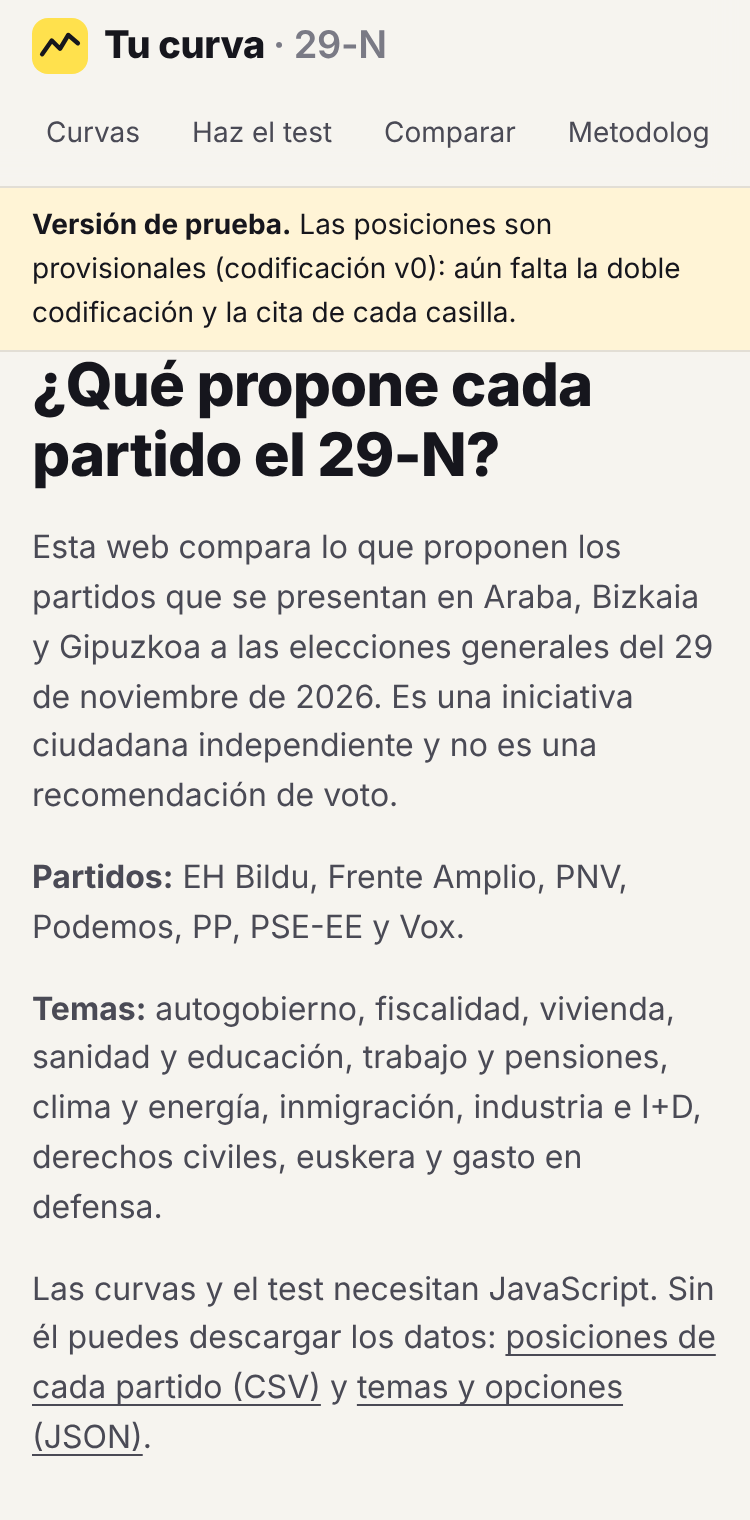 Tu curva · 29-N
Curvas Haz el test Comparar Metodolog
Versión de prueba. Las posiciones son
provisionales (codificación v0): aún falta la doble
codificación y la cita de cada casilla.
¿Qué propone cada
partido el 29-N?
Esta web compara lo que proponen los
partidos que se presentan en Araba, Bizkaia
y Gipuzkoa a las elecciones generales del 29
de noviembre de 2026. Es una iniciativa
ciudadana independiente y no es una
recomendación de voto.
Partidos: EH Bildu, Frente Amplio, PNV,
Podemos, PP, PSE-EE y Vox.
Temas: autogobierno, fiscalidad, vivienda,
sanidad y educación, trabajo y pensiones,
clima y energía, inmigración, industria e I+D,
derechos civiles, euskera y gasto en
defensa.
Las curvas y el test necesitan JavaScript. Sin
él puedes descargar los datos: posiciones de
cada partido (CSV) y temas y opciones
(JSON).